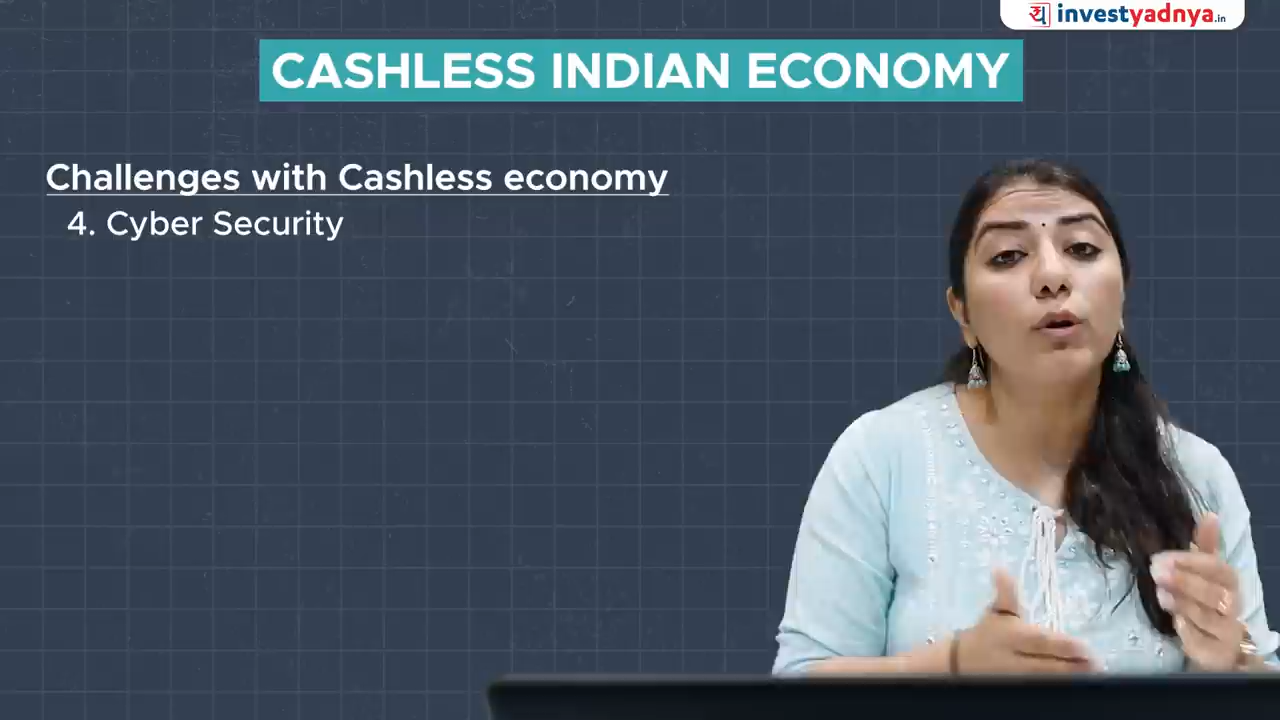 य investyadnya.in
CASHLESS INDIAN ECONOMY
Challenges with Cashless economy
4. Cyber Security